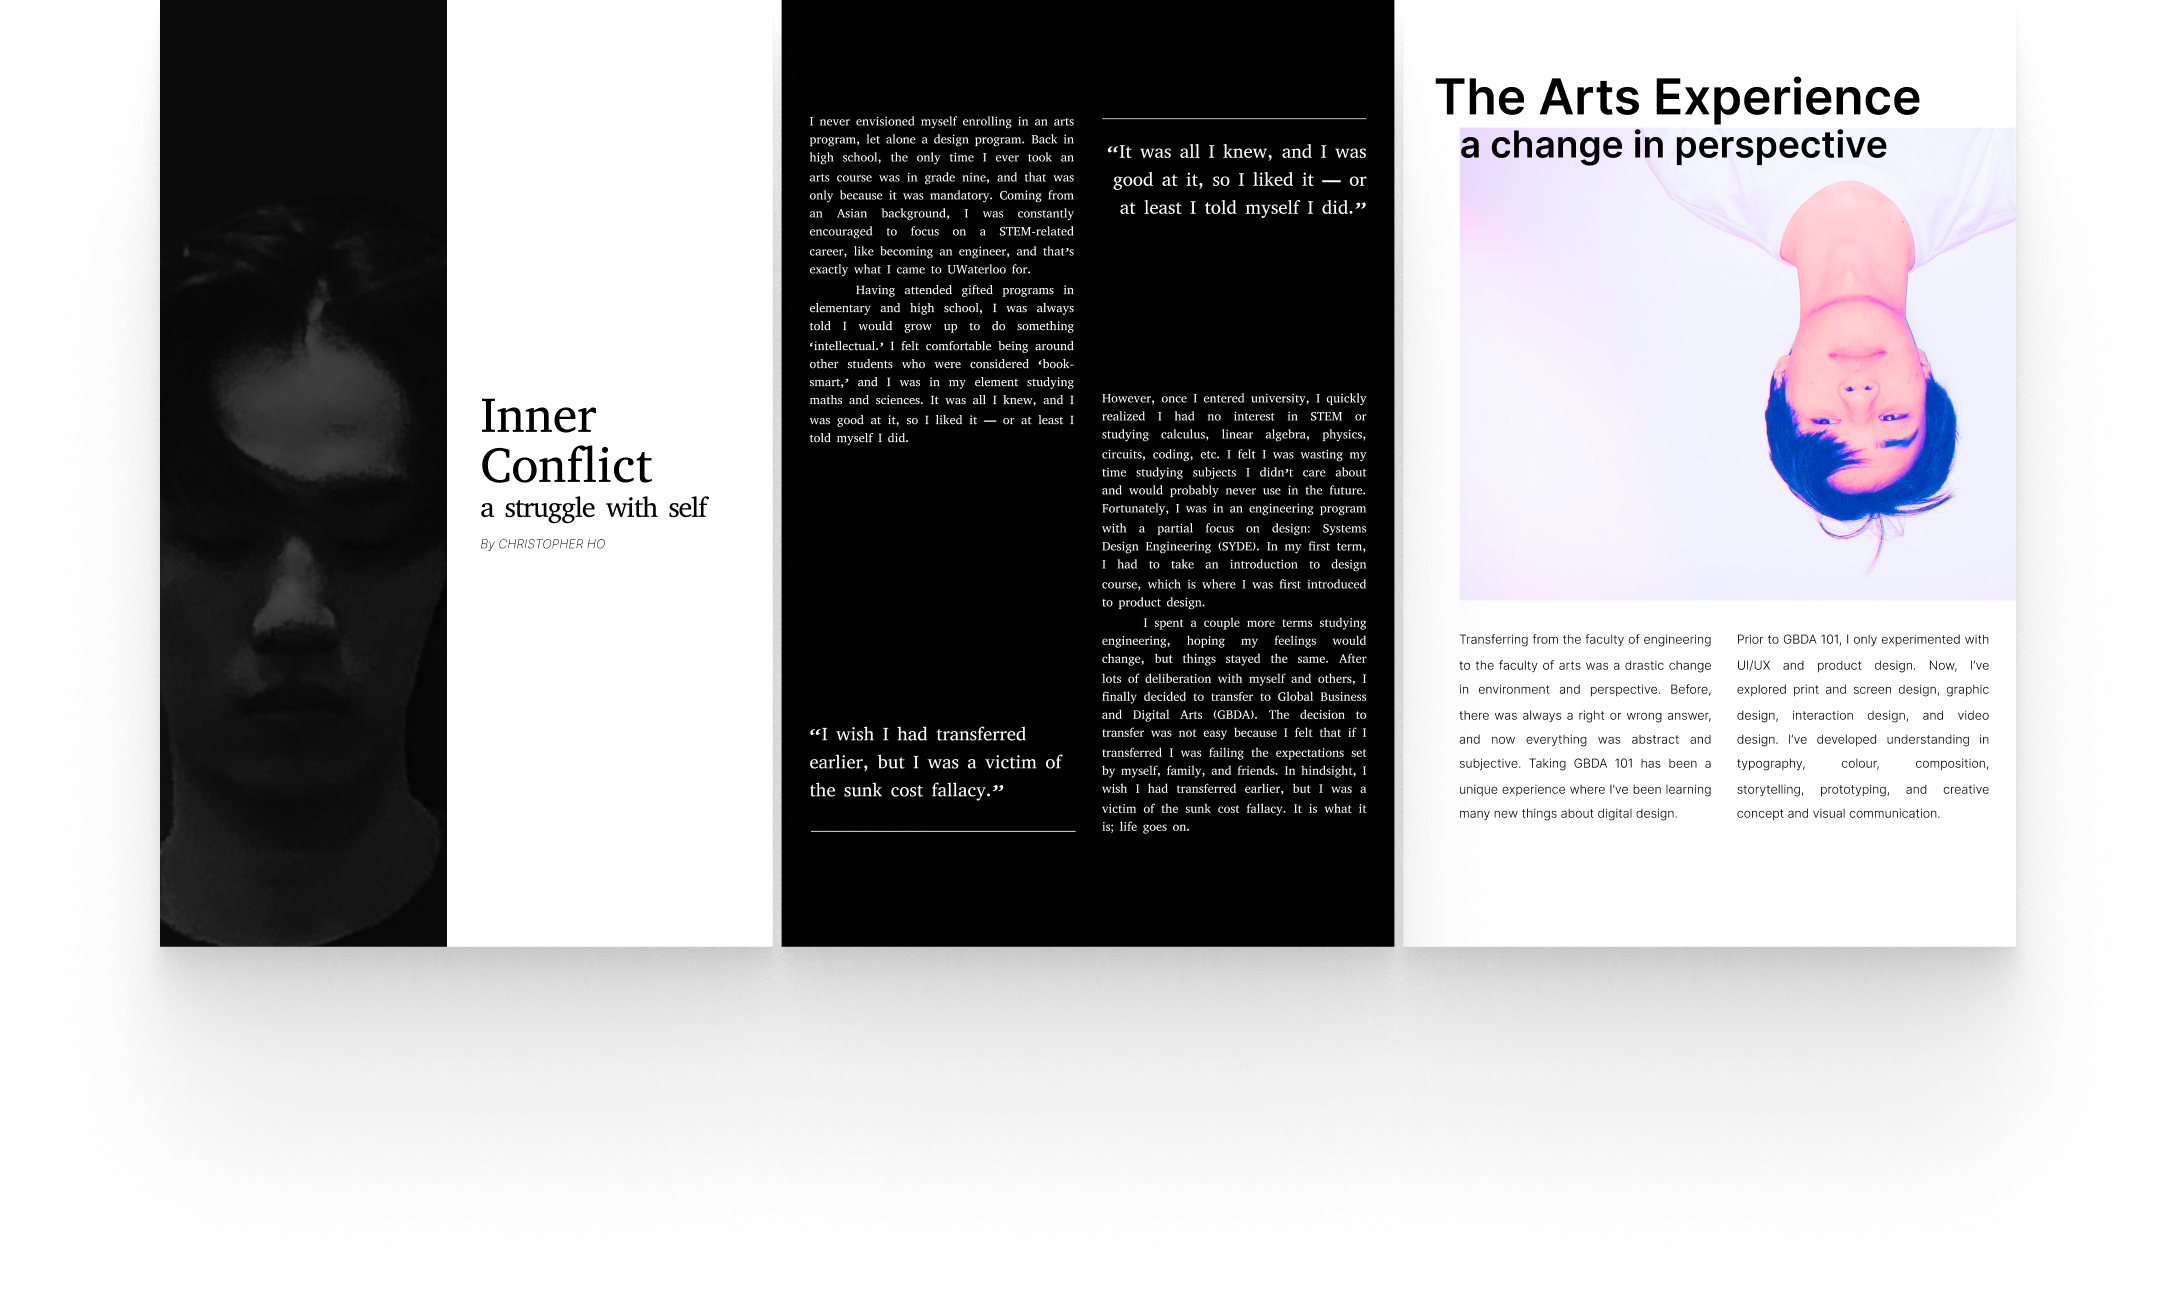 Inner
Conflict
a struggle with self
By CHRISTOPHER HO
I never envisioned myself enrolling in an arts
program, let alone a design program. Back in
high school, the only time I ever took an
arts course was in grade nine, and that was
only because it was mandatory. Coming from
an Asian background, I was constantly
encouraged to focus on a STEM-related
career, like becoming an engineer, and that’s
exactly what I came to UWaterloo for.
Having attended gifted programs in
elementary and high school, I was always
told I would grow up to do something
‘intellectual.’ I felt comfortable being around
other students who were considered ‘book-
smart,’ and I was in my element studying
maths and sciences. It was all I knew, and I
was good at it, so I liked it — or at least I
told myself I did.
“I wish I had transferred
earlier, but I was a victim of
the sunk cost fallacy.”
“It was all I knew, and I was
good at it, so I liked it — or
at least I told myself I did.”
However, once I entered university, I quickly
realized I had no interest in STEM or
studying calculus, linear algebra, physics,
circuits, coding, etc. I felt I was wasting my
time studying subjects I didn’t care about
and would probably never use in the future.
Fortunately, I was in an engineering program
with a partial focus on design: Systems
Design Engineering (SYDE). In my first term,
I had to take an introduction to design
course, which is where I was first introduced
to product design.
I spent a couple more terms studying
engineering, hoping my feelings would
change, but things stayed the same. After
lots of deliberation with myself and others, I
finally decided to transfer to Global Business
and Digital Arts (GBDA). The decision to
transfer was not easy because I felt that if I
transferred I was failing the expectations set
by myself, family, and friends. In hindsight, I
wish I had transferred earlier, but I was a
victim of the sunk cost fallacy. It is what it
is; life goes on.
The Arts Experience
a change in perspective
Transferring from the faculty of engineering
to the faculty of arts was a drastic change
in environment and perspective. Before,
there was always a right or wrong answer,
and now everything was abstract and
subjective. Taking GBDA 101 has been a
unique experience where I’ve been learning
many new things about digital design.
Prior to GBDA 101, I only experimented with
UI/UX and product design. Now, I’ve
explored print and screen design, graphic
design, interaction design, and video
design. I’ve developed understanding in
typography, colour, composition,
storytelling, prototyping, and creative
concept and visual communication.